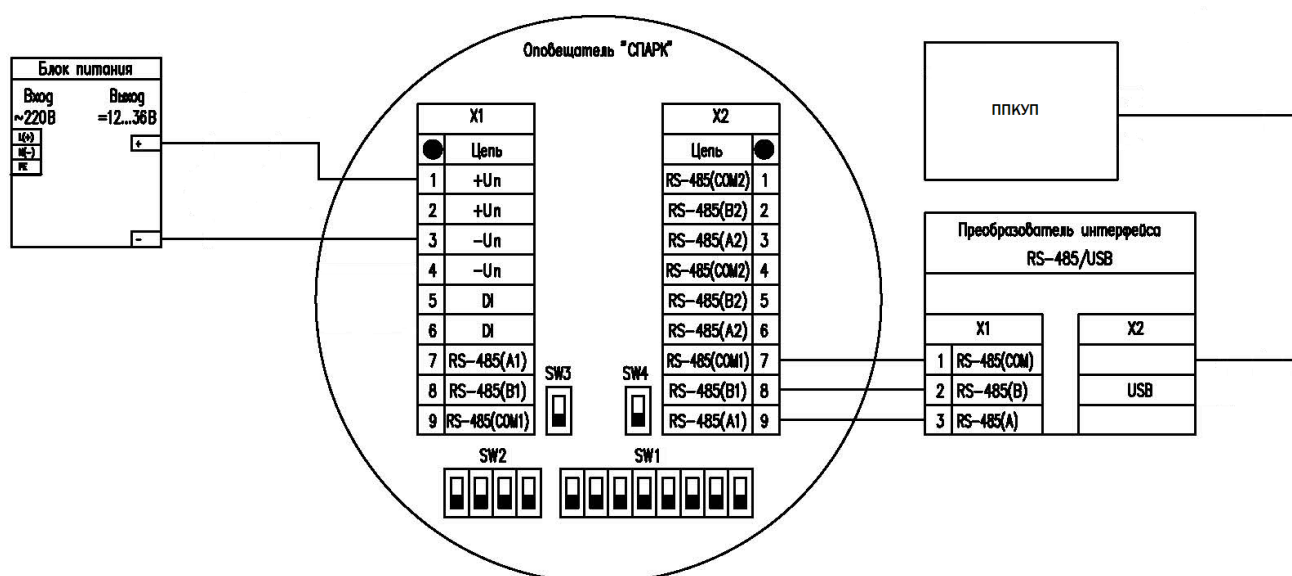 Оповещатель "СПАРК"
Блок питания
Вход Выход
~220В =12...36В
L(+)
N(-)
PE
+
-
X1
Цепь
1 +Uп
2 +Uп
3 -Uп
4 -Uп
5 DI
6 DI
7 RS-485(A1)
8 RS-485(B1)
9 RS-485(COM1)
X2
Цепь
RS-485(COM2) 1
RS-485(B2) 2
RS-485(A2) 3
RS-485(COM2) 4
RS-485(B2) 5
RS-485(A2) 6
RS-485(COM1) 7
RS-485(B1) 8
RS-485(A1) 9
SW3
SW4
SW2
SW1
ППКУП
Преобразователь интерфейса
RS-485/USB
X1
1 RS-485(COM)
2 RS-485(B)
3 RS-485(A)
X2
USB